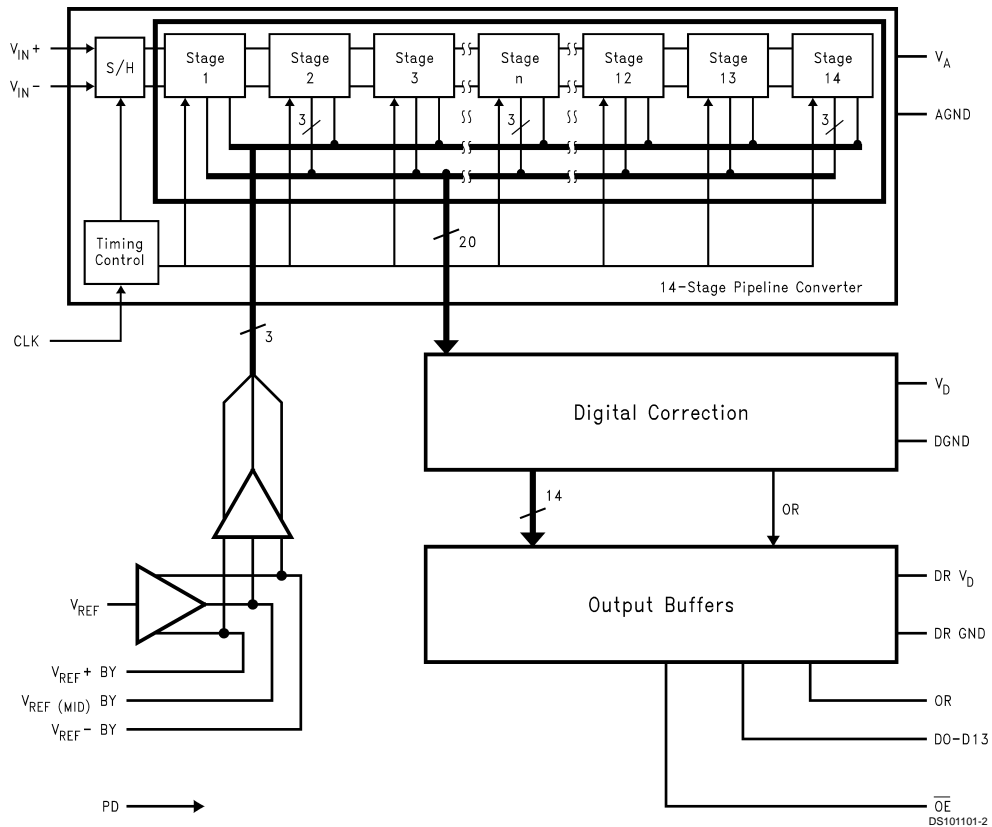 V_IN+
V_IN-
S/H
Stage 1
Stage 2
Stage 3
Stage n
Stage 12
Stage 13
Stage 14
V_A
AGND
3
3
3
20
Timing Control
14-Stage Pipeline Converter
CLK
3
Digital Correction
V_D
DGND
14
OR
Output Buffers
DR V_D
DR GND
V_REF
V_REF+ BY
V_REF (MID) BY
V_REF- BY
OR
DO-D13
PD
O̅E̅
DS101101-2